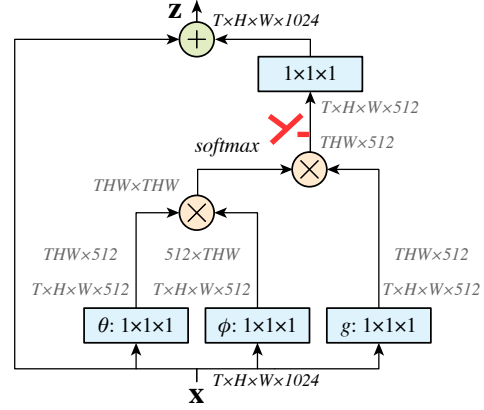 z T×H×W×1024
+
1×1×1
T×H×W×512
THW×512
softmax
×
THW×THW
×
THW×512 512×THW THW×512
T×H×W×512 T×H×W×512 T×H×W×512
θ: 1×1×1 ϕ: 1×1×1 g: 1×1×1
T×H×W×1024
x